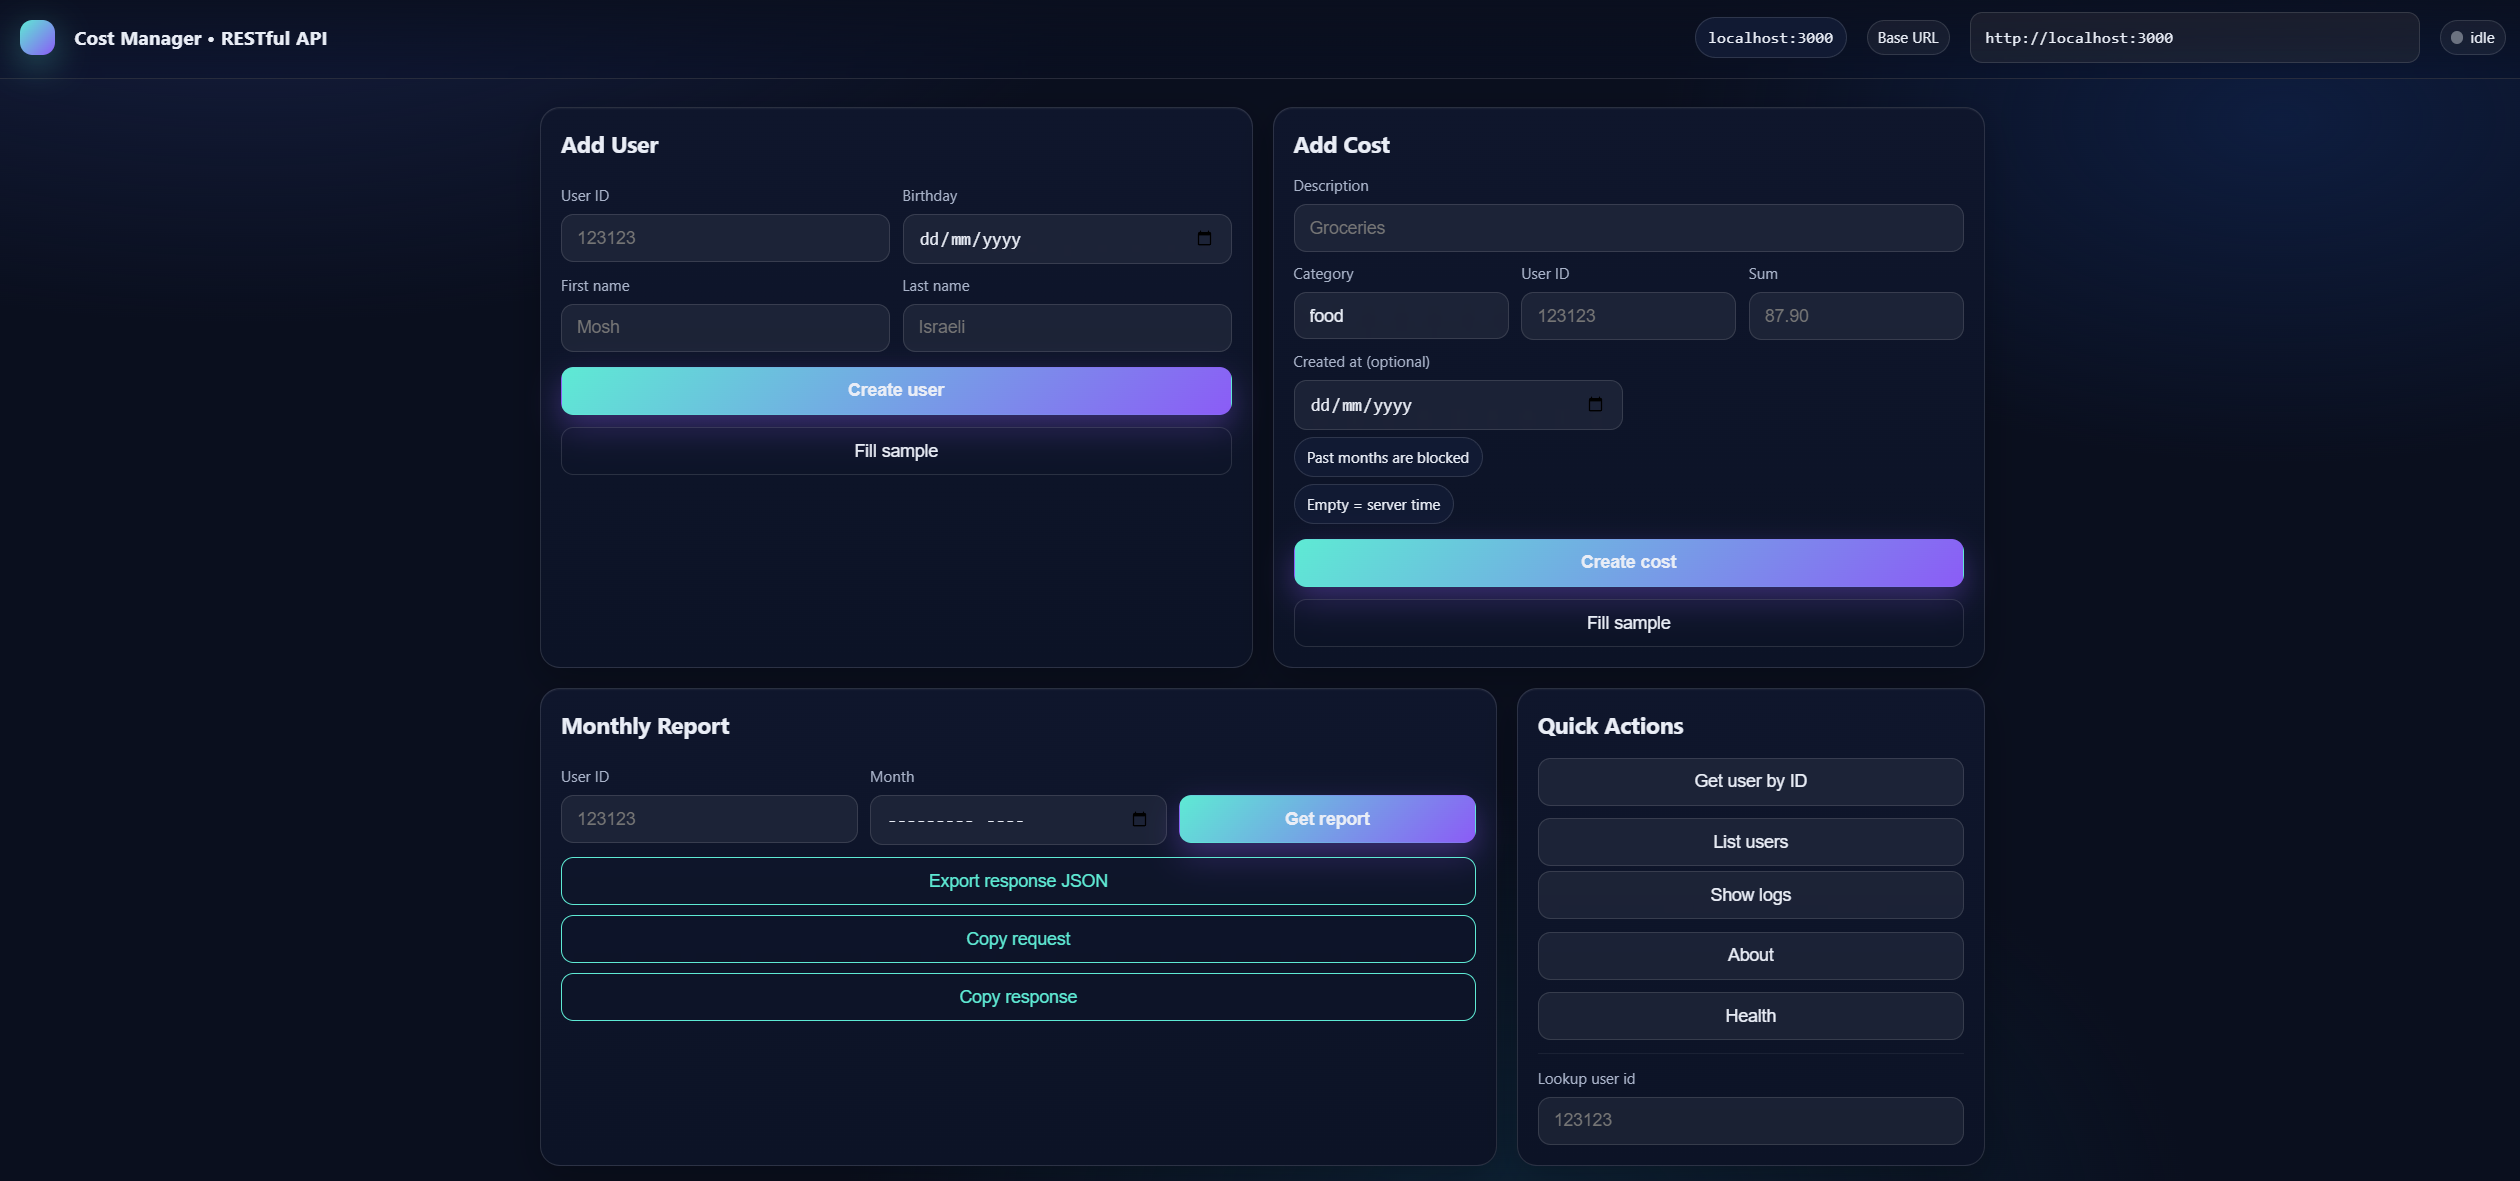 Cost Manager • RESTful API
localhost:3000
Base URL
http://localhost:3000
idle
Add User
User ID
Birthday
123123
dd/mm/yyyy
First name
Last name
Mosh
Israeli
Create user
Fill sample
Add Cost
Description
Groceries
Category
User ID
Sum
food
123123
87.90
Created at (optional)
dd/mm/yyyy
Past months are blocked
Empty = server time
Create cost
Fill sample
Monthly Report
User ID
Month
123123
--------- ----
Get report
Export response JSON
Copy request
Copy response
Quick Actions
Get user by ID
List users
Show logs
About
Health
Lookup user id
123123